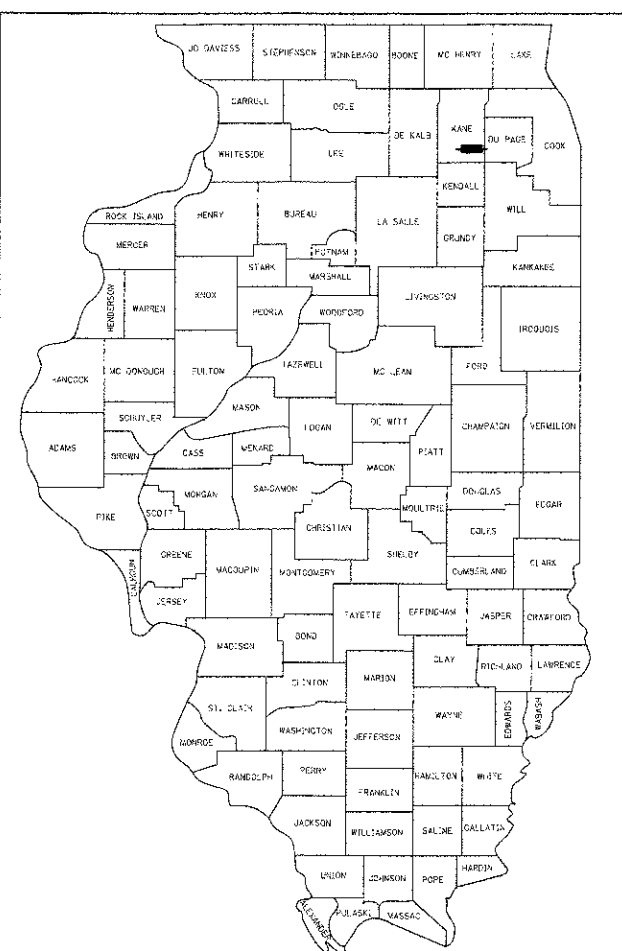 JO DAVIESS STEPHENSON WINNEBAGO BOONE MC HENRY LAKE
CARROLL OGLE DE KALB KANE DU PAGE COOK
WHITESIDE LEE KENDALL WILL
ROCK ISLAND HENRY BUREAU LA SALLE GRUNDY
MERCER STARK PUTNAM KANKAKEE
HENDERSON WARREN KNOX MARSHALL LIVINGSTON
PEORIA WOODFORD IROQUOIS
HANCOCK MC DONOUGH FULTON TAZEWELL MC LEAN FORD
SCHUYLER MASON LOGAN DE WITT CHAMPAIGN VERMILION
ADAMS BROWN CASS MENARD MACON PIATT
PIKE SCOTT MORGAN SANGAMON MOULTRIE DOUGLAS EDGAR
CHRISTIAN COLES
CALHOUN GREENE MACOUPIN MONTGOMERY SHELBY CUMBERLAND CLARK
JERSEY FAYETTE EFFINGHAM JASPER CRAWFORD
MADISON BOND CLAY RICHLAND LAWRENCE
CLINTON MARION
ST. CLAIR WASHINGTON JEFFERSON WAYNE EDWARDS WABASH
MONROE
RANDOLPH PERRY FRANKLIN HAMILTON WHITE
JACKSON WILLIAMSON SALINE GALLATIN
UNION JOHNSON POPE HARDIN
ALEXANDER PULASKI MASSAC